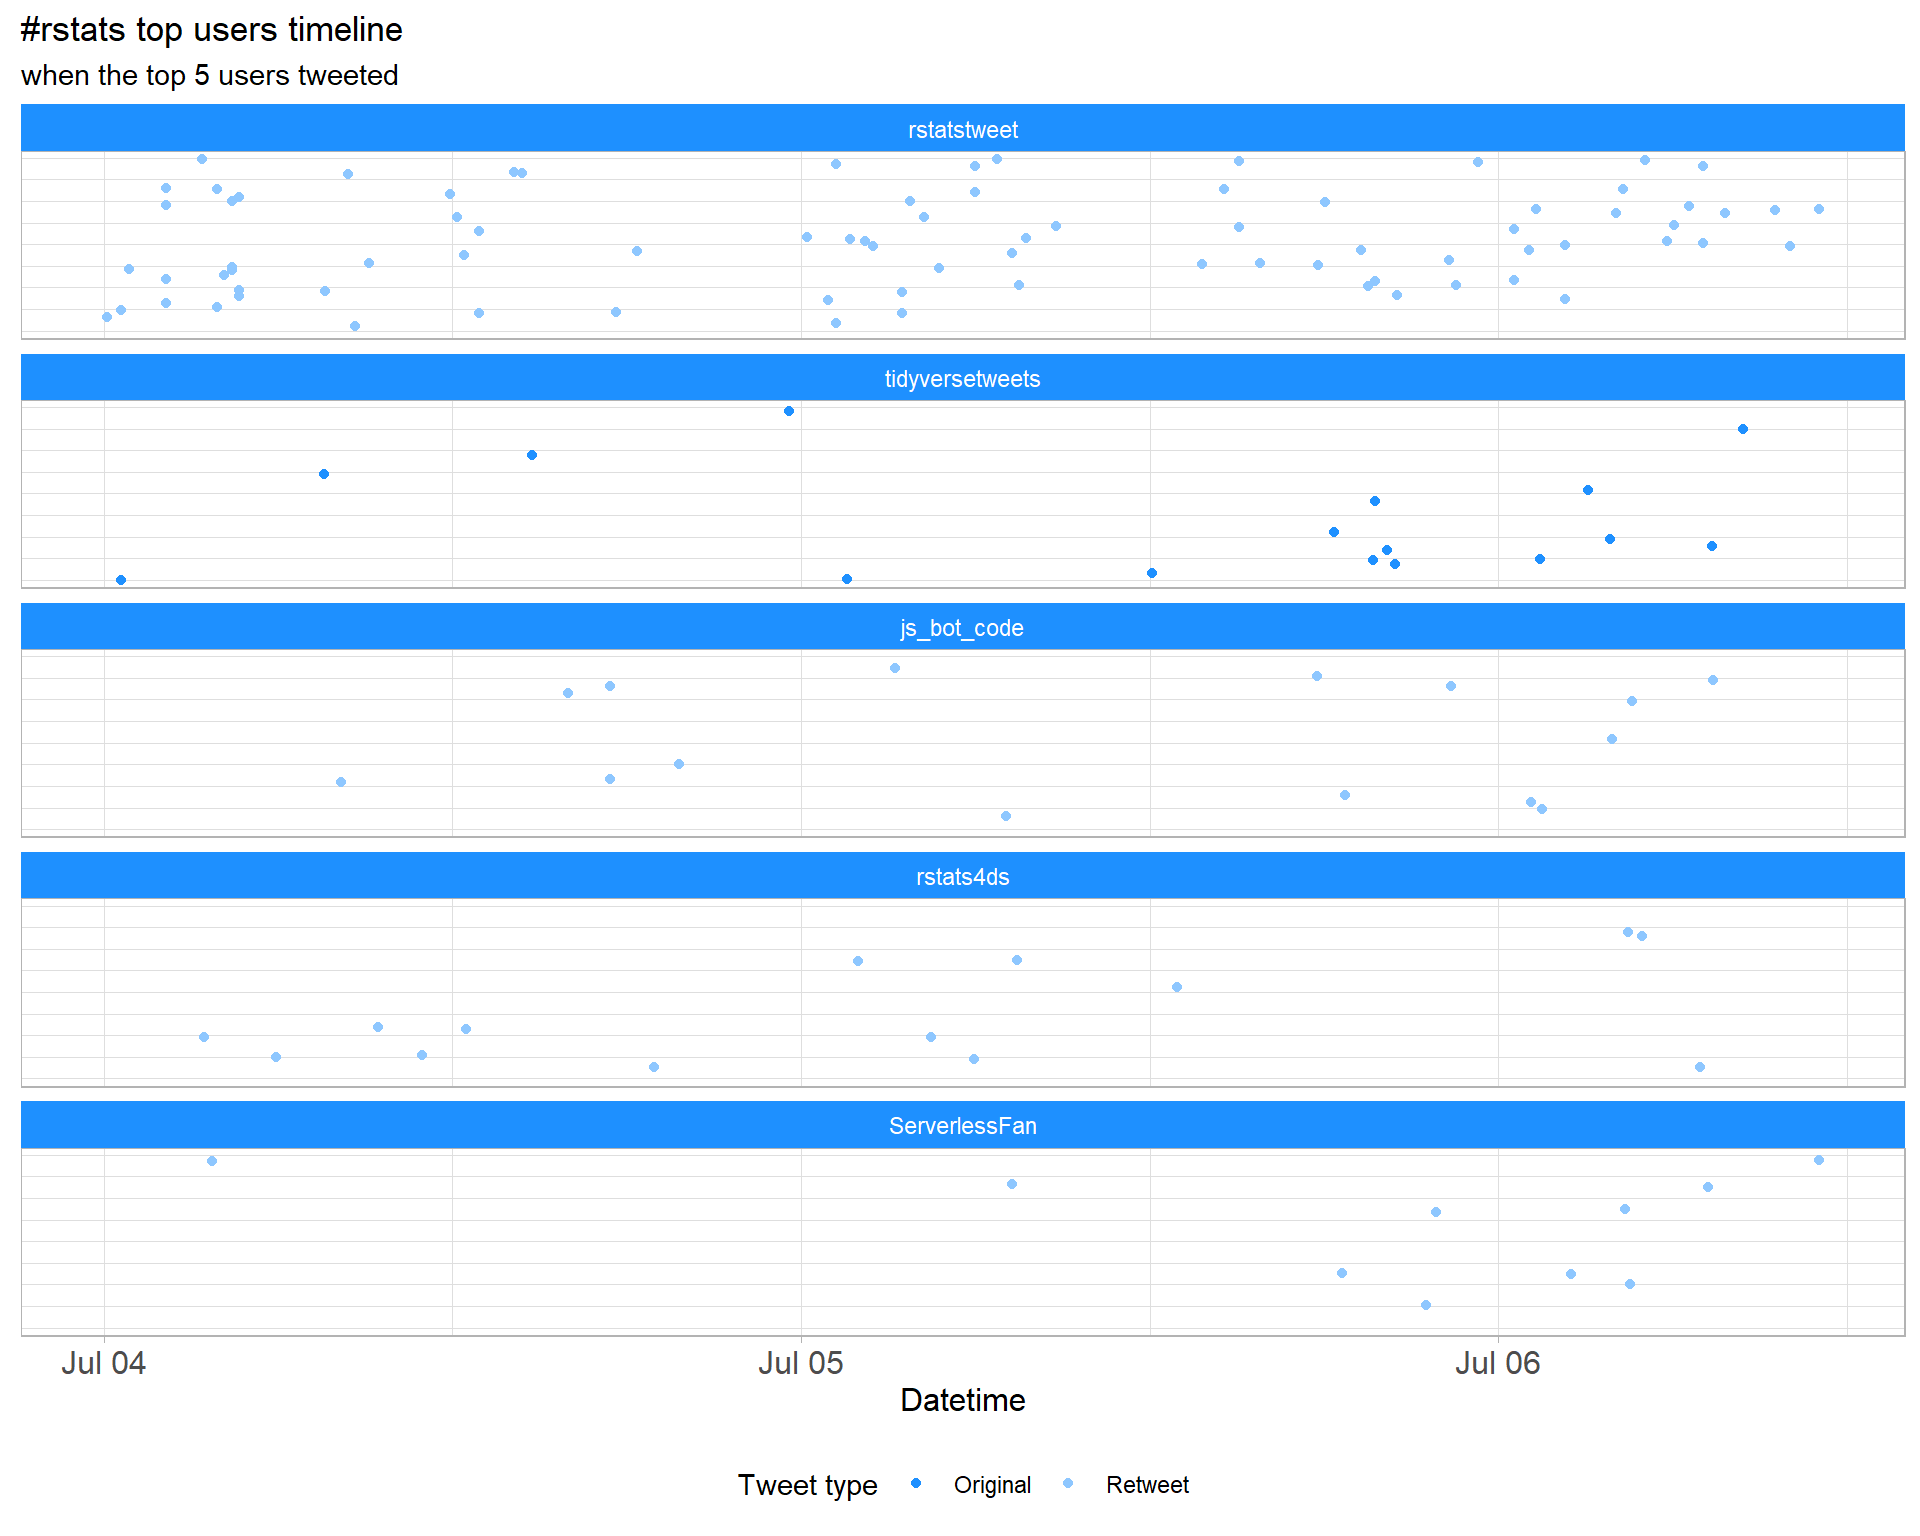 #rstats top users timeline
when the top 5 users tweeted
rstatstweet
tidyversetweets
js_bot_code
rstats4ds
ServerlessFan
Jul 04 Jul 05 Jul 06
Datetime
Tweet type Original Retweet